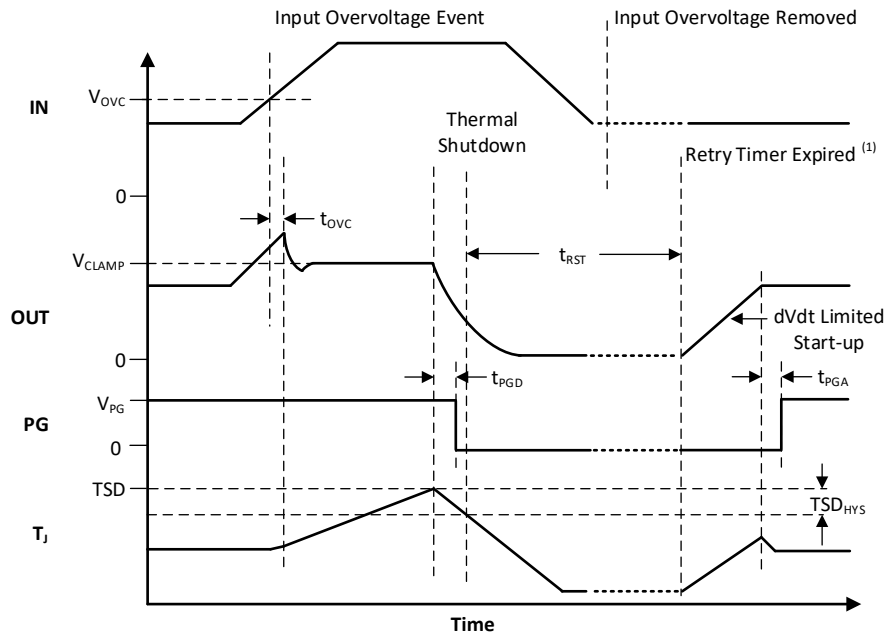 Input Overvoltage Event
Input Overvoltage Removed
IN
V_OVC
0
Thermal
Shutdown
Retry Timer Expired (1)
t_OVC
V_CLAMP
t_RST
OUT
dVdt Limited
Start-up
0
t_PGD
t_PGA
V_PG
PG
0
TSD
TSD_HYS
T_J
Time